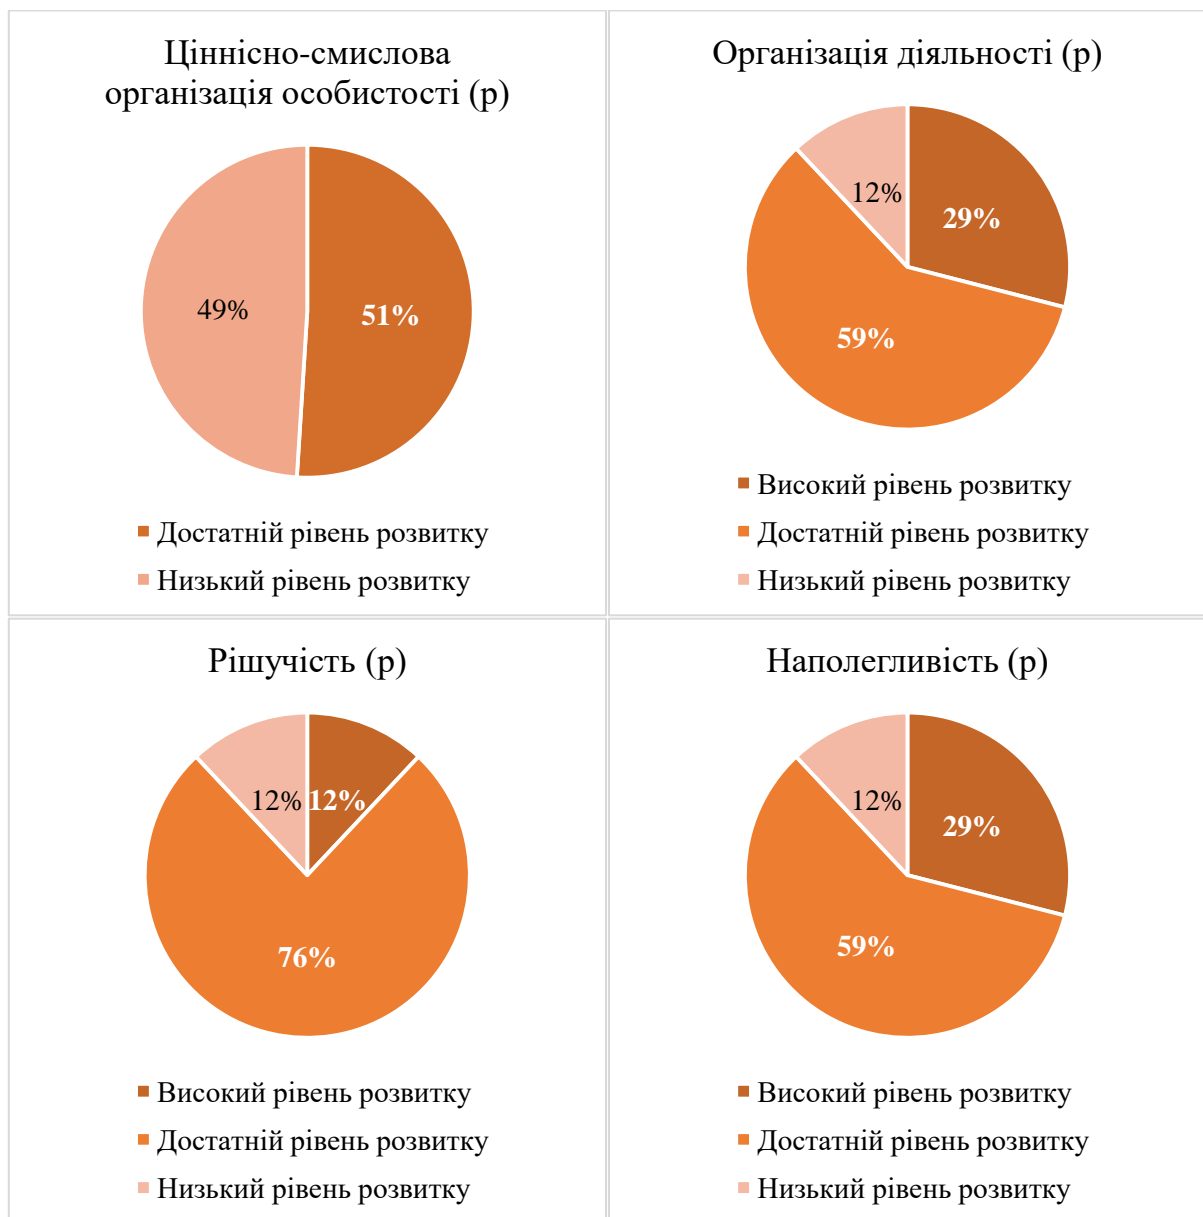 Ціннісно-смислова
організація особистості (р)
49%
51%
Достатній рівень розвитку
Низький рівень розвитку
Організація діяльності (р)
12%
29%
59%
Високий рівень розвитку
Достатній рівень розвитку
Низький рівень розвитку
Рішучість (р)
12%
12%
76%
Високий рівень розвитку
Достатній рівень розвитку
Низький рівень розвитку
Наполегливість (р)
12%
29%
59%
Високий рівень розвитку
Достатній рівень розвитку
Низький рівень розвитку